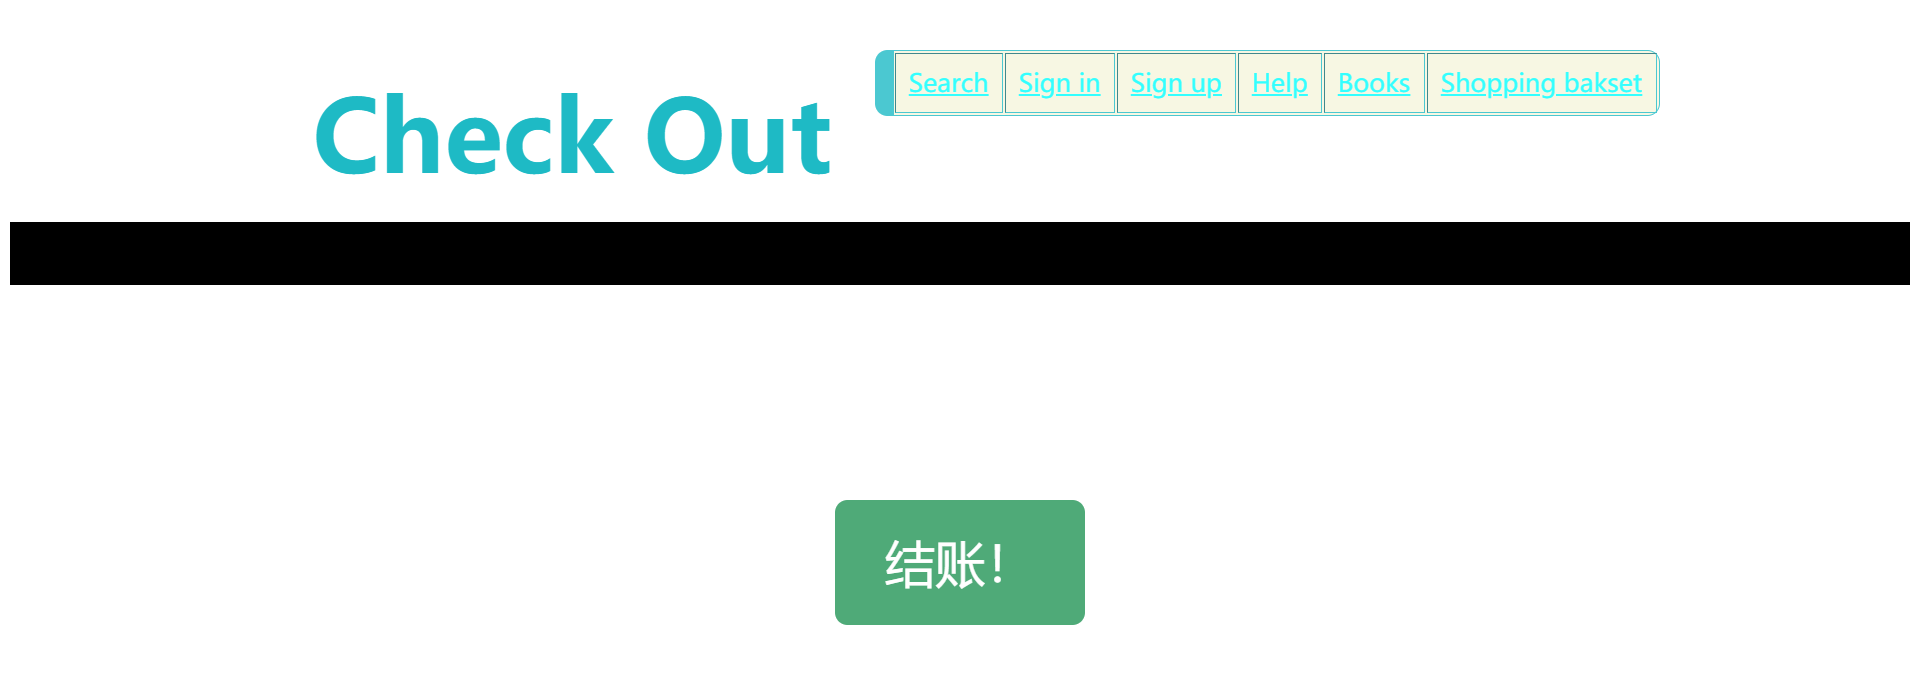 Check Out
Search Sign in Sign up Help Books Shopping bakset
结账！